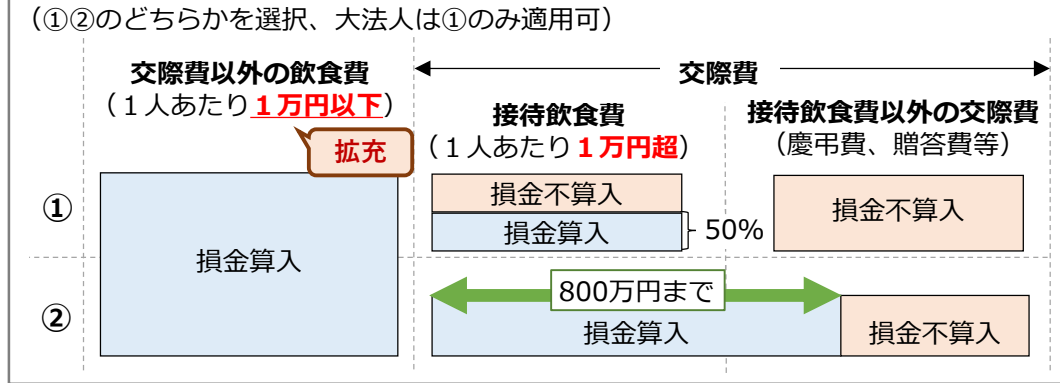 （①②のどちらかを選択、大法人は①のみ適用可）
交際費以外の飲食費
（１人あたり１万円以下）
拡充
交際費
接待飲食費
（１人あたり１万円超）
接待飲食費以外の交際費
（慶弔費、贈答費等）
①
損金算入
損金不算入
損金算入
50%
損金不算入
②
800万円まで
損金算入
損金不算入